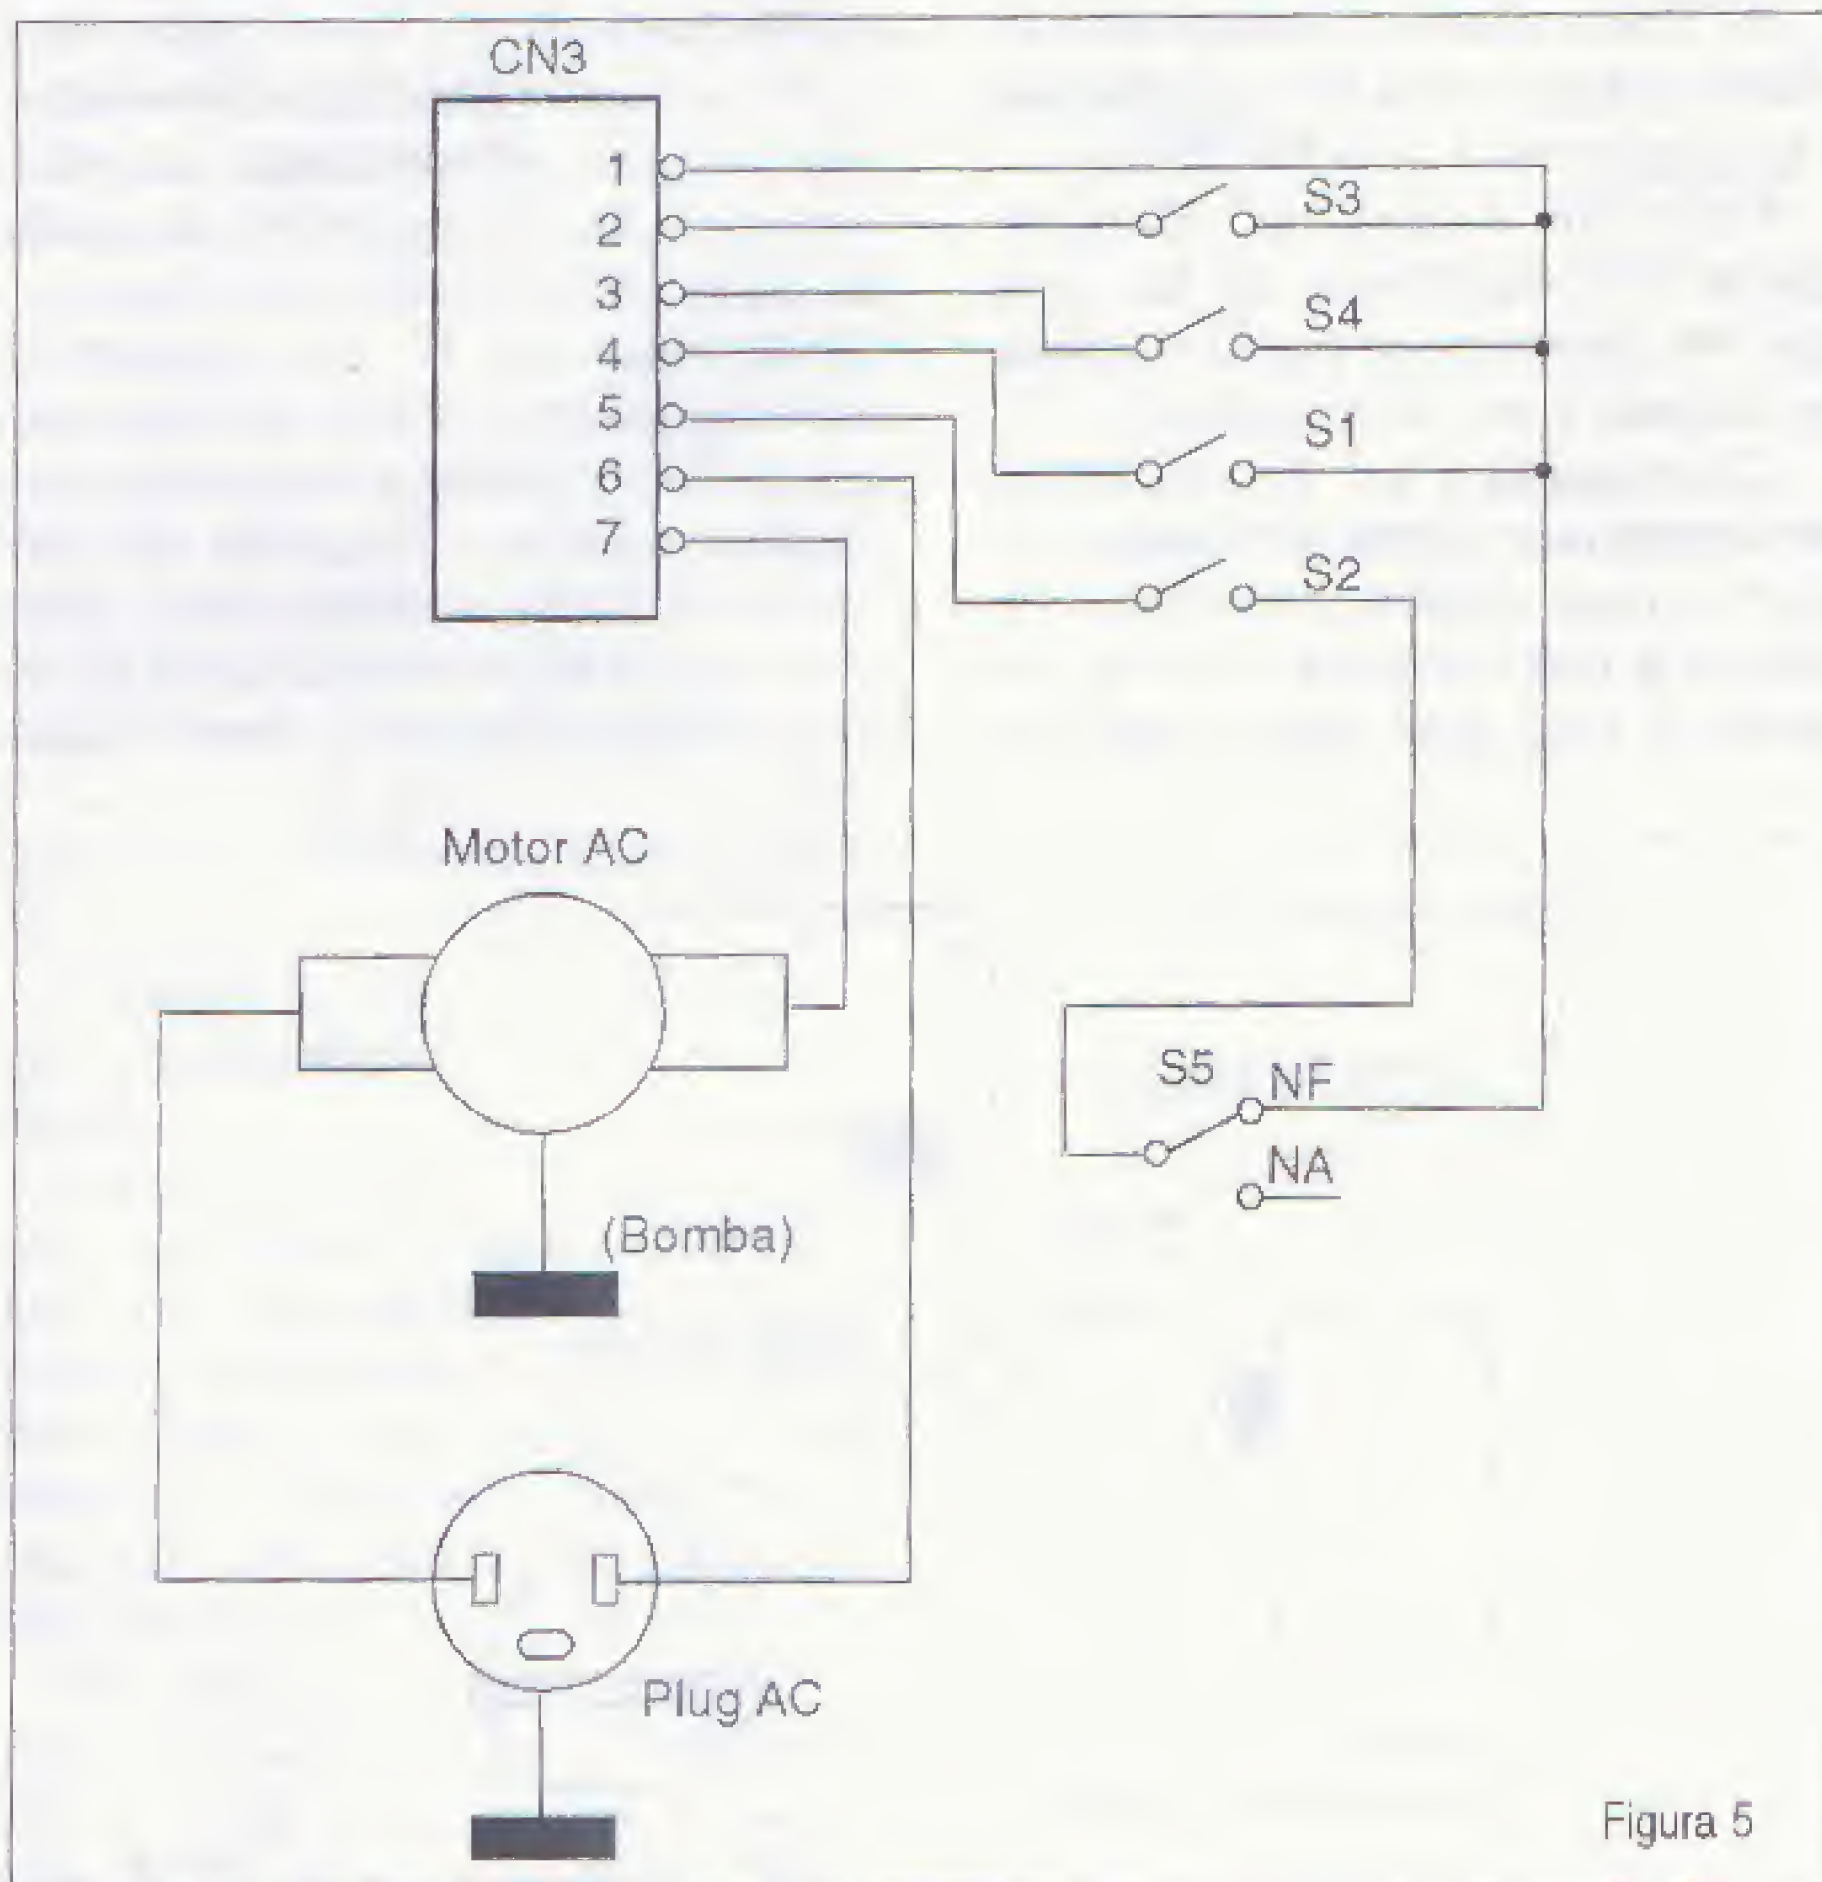 CN3
1
2
3
4
5
6
7
S3
S4
S1
S2
Motor AC
(Bomba)
S5
NF
NA
Plug AC
Figura 5